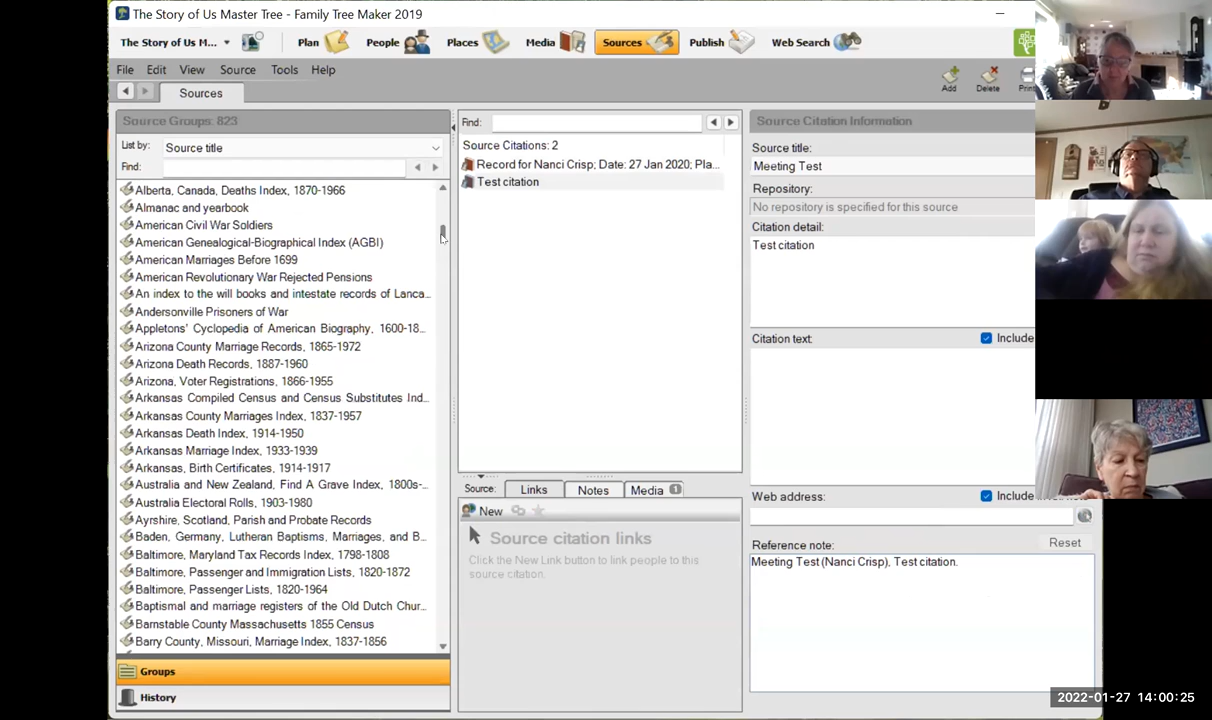 The Story of Us Master Tree - Family Tree Maker 2019
The Story of Us M... Plan People Places Media Sources Publish Web Search
File Edit View Source Tools Help
Add Delete Prin
Sources
Source Groups: 823
List by: Source title
Find:
Alberta, Canada, Deaths Index, 1870-1966
Almanac and yearbook
American Civil War Soldiers
American Genealogical-Biographical Index (AGBI)
American Marriages Before 1699
American Revolutionary War Rejected Pensions
An index to the will books and intestate records of Lanca...
Andersonville Prisoners of War
Appletons' Cyclopedia of American Biography, 1600-18...
Arizona County Marriage Records, 1865-1972
Arizona Death Records, 1887-1960
Arizona, Voter Registrations, 1866-1955
Arkansas Compiled Census and Census Substitutes Ind...
Arkansas County Marriages Index, 1837-1957
Arkansas Death Index, 1914-1950
Arkansas Marriage Index, 1933-1939
Arkansas, Birth Certificates, 1914-1917
Australia and New Zealand, Find A Grave Index, 1800s-...
Australia Electoral Rolls, 1903-1980
Ayrshire, Scotland, Parish and Probate Records
Baden, Germany, Lutheran Baptisms, Marriages, and B...
Baltimore, Maryland Tax Records Index, 1798-1808
Baltimore, Passenger and Immigration Lists, 1820-1872
Baltimore, Passenger Lists, 1820-1964
Baptismal and marriage registers of the Old Dutch Chur...
Barnstable County Massachusetts 1855 Census
Barry County, Missouri, Marriage Index, 1837-1856
Groups
History
Find:
Source Citations: 2
Record for Nanci Crisp; Date: 27 Jan 2020; Pla...
Test citation
Source: Links Notes Media 1
New
Source citation links
Click the New Link button to link people to this
source citation.
Source Citation Information
Source title:
Meeting Test
Repository:
No repository is specified for this source
Citation detail:
Test citation
Citation text: Include
Web address: Include
Reference note: Reset
Meeting Test (Nanci Crisp), Test citation.
2022-01-27 14:00:25